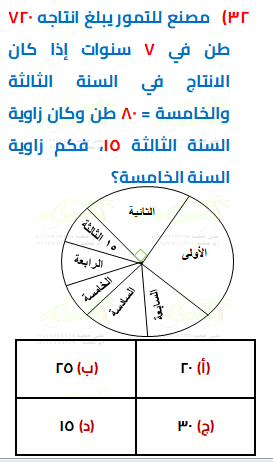 ٣٢) مصنع للتمور يبلغ انتاجه ٧٢٠
طن في ٧ سنوات إذا كان
الانتاج في السنة الثالثة
والخامسة = ٨٠ طن وكان زاوية
السنة الثالثة ١٥، فكم زاوية
السنة الخامسة؟
الثانية
١٥ الثالثة
الأولى
الرابعة
الخامسة
السادسة
السابعة
(أ) ٢٠
(ب) ٢٥
(ج) ٣٠
(د) ١٥